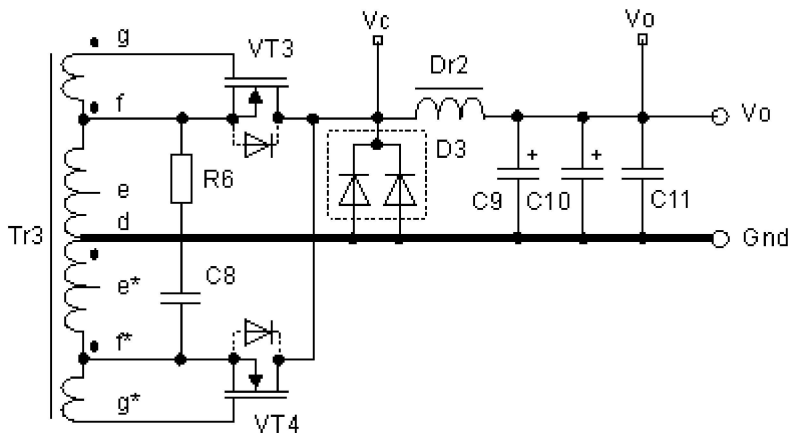 g
VT3
Vc
Vo
Dr2
f
Vo
R6
D3
+
+
e
C9
C10
C11
d
Tr3
Gnd
e*
C8
f*
g*
VT4